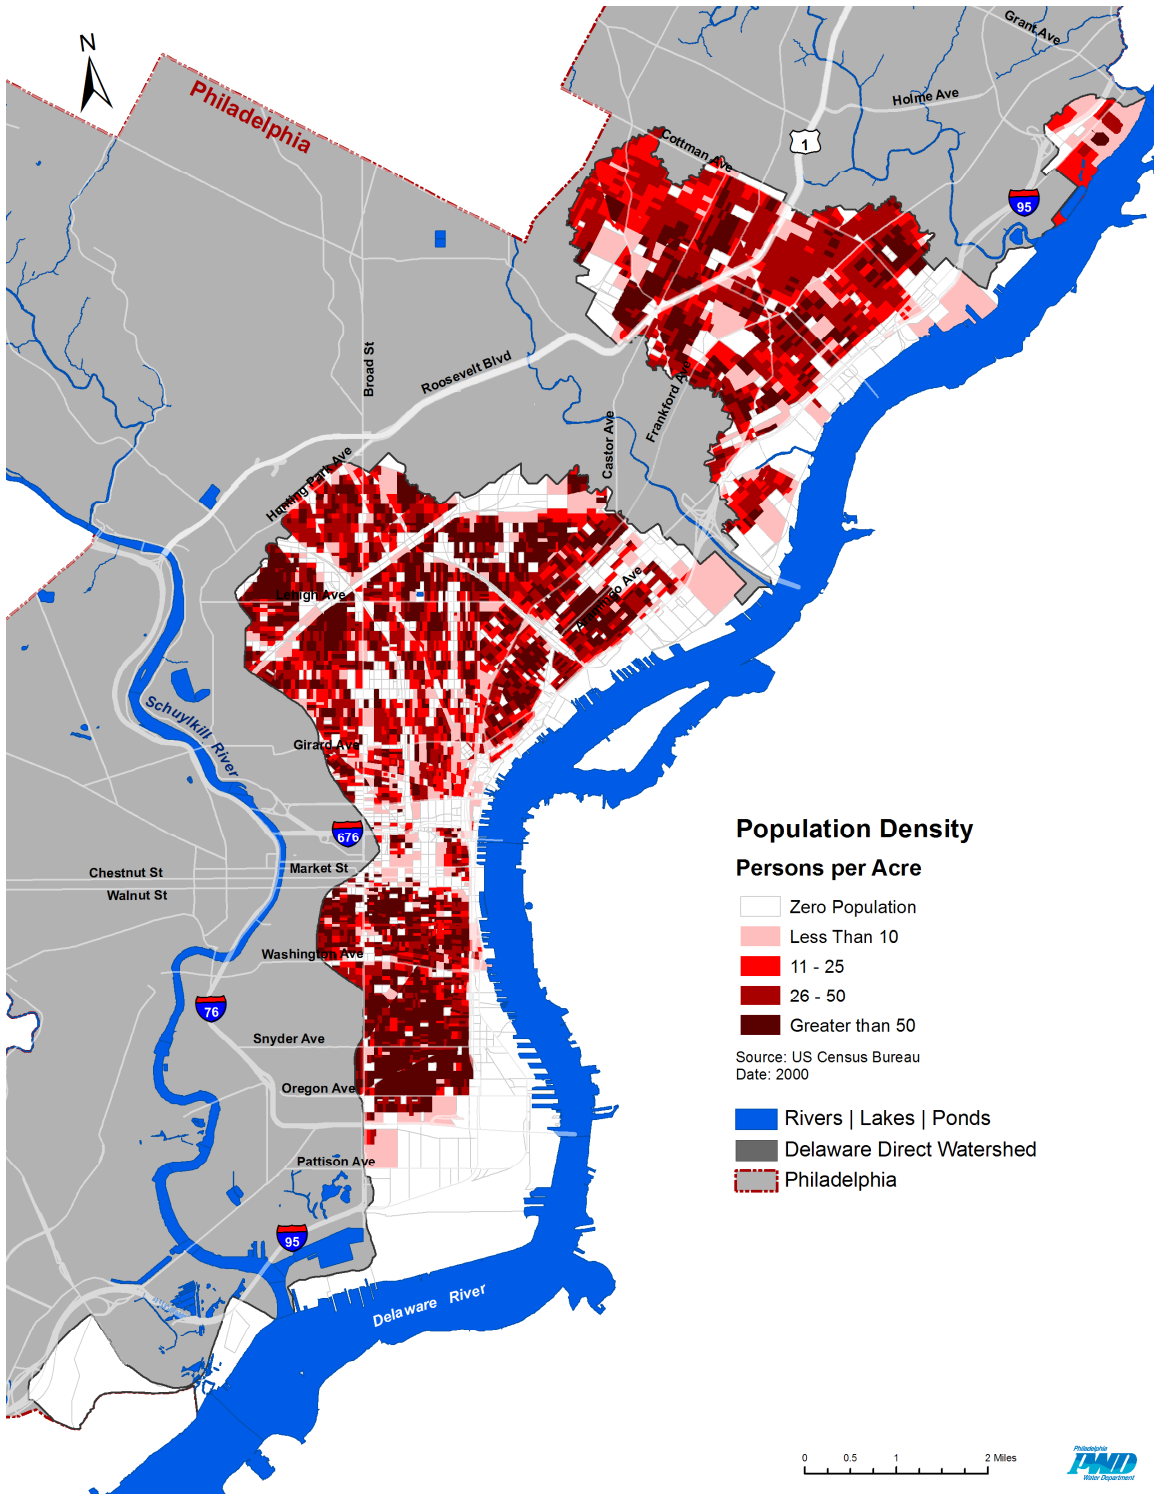 N
Philadelphia
Grant Ave
Holme Ave
Cottman Ave
1
95
Broad St
Roosevelt Blvd
Frankford Ave
Castor Ave
Hunting Park Ave
Lehigh Ave
Aramingo Ave
Schuylkill River
Girard Ave
676
Chestnut St
Market St
Walnut St
Washington Ave
76
Snyder Ave
Oregon Ave
Pattison Ave
95
Delaware River
Population Density
Persons per Acre
Zero Population
Less Than 10
11 - 25
26 - 50
Greater than 50
Source: US Census Bureau
Date: 2000
Rivers | Lakes | Ponds
Delaware Direct Watershed
Philadelphia
0 0.5 1 2 Miles
Philadelphia
PWD
Water Department